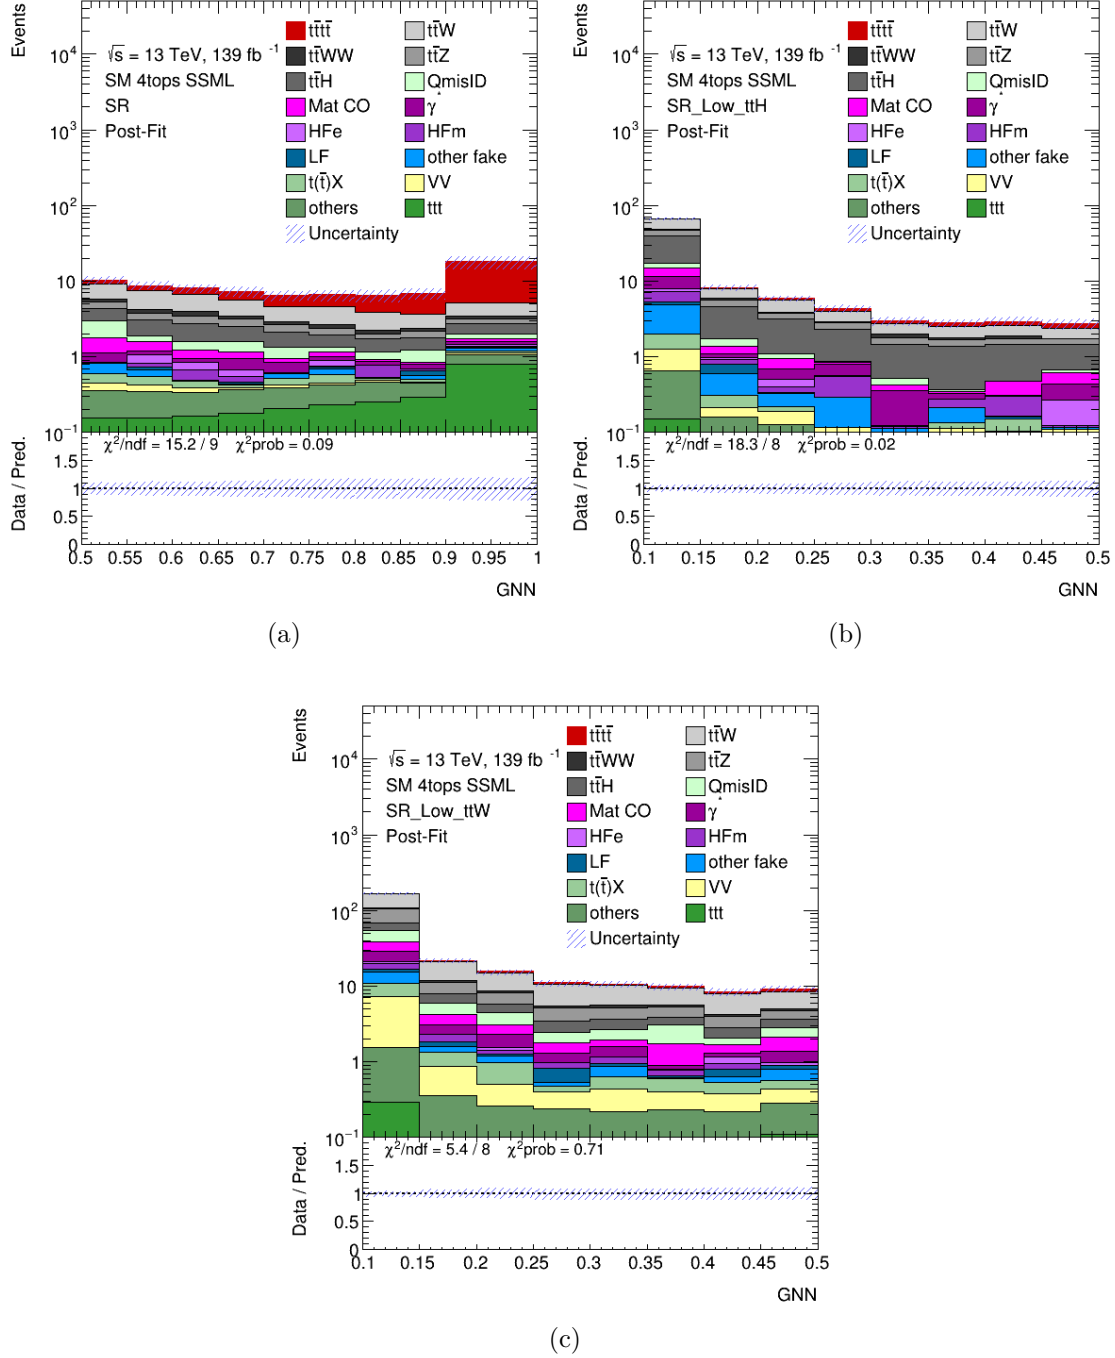 Events
10⁴
10³
10²
10
1
10⁻¹
√s = 13 TeV, 139 fb⁻¹
SM 4tops SSML
SR
Post-Fit
tt̄tt̄ tt̄W
tt̄WW tt̄Z
tt̄H QmisID
Mat CO γ*
HFe HFm
LF other fake
t(t̄)X VV
others ttt
Uncertainty
χ²/ndf = 15.2 / 9 χ²prob = 0.09
Data / Pred.
1.5
1
0.5
0
0.5 0.55 0.6 0.65 0.7 0.75 0.8 0.85 0.9 0.95 1
GNN
(a)
Events
10⁴
10³
10²
10
1
10⁻¹
√s = 13 TeV, 139 fb⁻¹
SM 4tops SSML
SR_Low_ttH
Post-Fit
tt̄tt̄ tt̄W
tt̄WW tt̄Z
tt̄H QmisID
Mat CO γ*
HFe HFm
LF other fake
t(t̄)X VV
others ttt
Uncertainty
χ²/ndf = 18.3 / 8 χ²prob = 0.02
Data / Pred.
1.5
1
0.5
0
0.1 0.15 0.2 0.25 0.3 0.35 0.4 0.45 0.5
GNN
(b)
Events
10⁴
10³
10²
10
1
10⁻¹
√s = 13 TeV, 139 fb⁻¹
SM 4tops SSML
SR_Low_ttW
Post-Fit
tt̄tt̄ tt̄W
tt̄WW tt̄Z
tt̄H QmisID
Mat CO γ*
HFe HFm
LF other fake
t(t̄)X VV
others ttt
Uncertainty
χ²/ndf = 5.4 / 8 χ²prob = 0.71
Data / Pred.
1.5
1
0.5
0
0.1 0.15 0.2 0.25 0.3 0.35 0.4 0.45 0.5
GNN
(c)